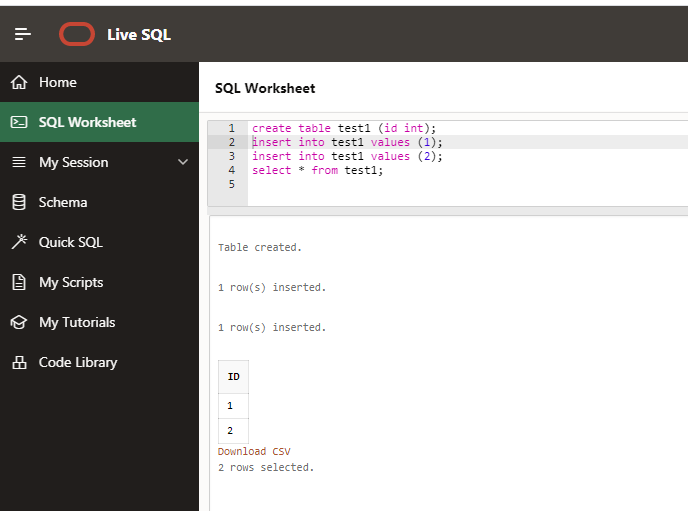 Live SQL
Home
SQL Worksheet
My Session
Schema
Quick SQL
My Scripts
My Tutorials
Code Library
SQL Worksheet
1 create table test1 (id int);
2 insert into test1 values (1);
3 insert into test1 values (2);
4 select * from test1;
5
Table created.
1 row(s) inserted.
1 row(s) inserted.
ID
1
2
Download CSV
2 rows selected.